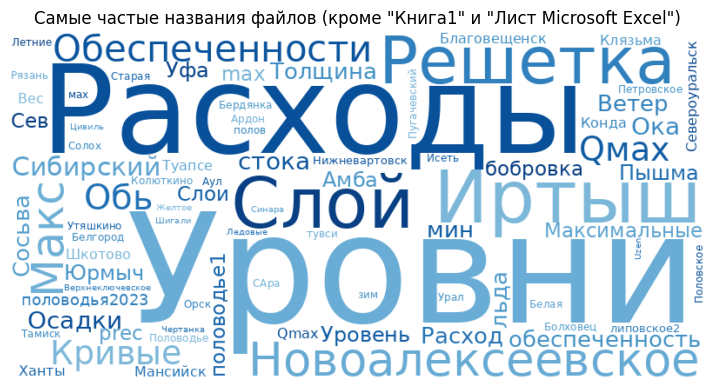 Самые частые названия файлов (кроме "Книга1" и "Лист Microsoft Excel")
Летние
Обеспеченности
Решетка
Благовещенск
Клязьма
Североуральск
Рязань
Старая
Уфа
max
Толщина
Расходы
Пугачевский
Петровское
Вес
мах
Бердянка
Ветер
Сев
Цивиль
Ардон
полов
Конда
Ока
Солох
Qmax
Сибирский
Туапсе
стока
Нижневартовск
Исеть
бобровка
Пышма
Колюткино
Аул
Амба
Сосьва
Макс
Обь
Слои
Слой
Иртыш
Желтое
Шигали
Синара
Утяшкино
Белгород
Ледовые
тувси
мин
Максимальные
Уровни
Uzen
Шкотово
Юрмыч
Верхнеключевское
половодье1
САра
зим
Урал
льда
Половское
половодье2023
Орск
Белая
Осадки
Тамиск
prec
Чертанка
Половодье
Qmax
Уровень
Расход
Болховец
липовское2
обеспеченность
Кривые
Новоалексеевское
Ханты
Мансийск